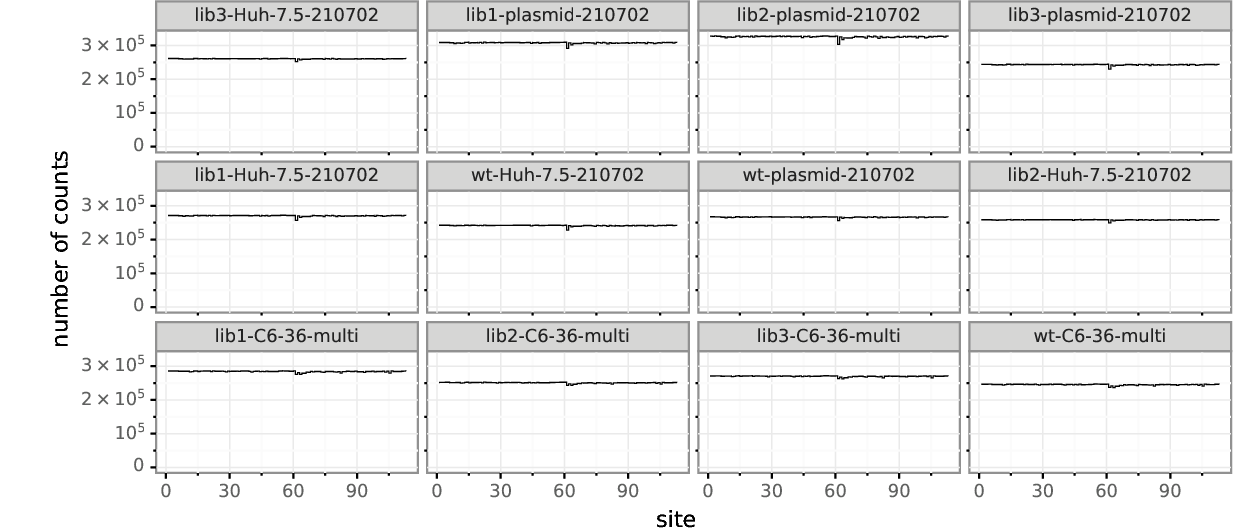 lib3-Huh-7.5-210702 lib1-plasmid-210702 lib2-plasmid-210702 lib3-plasmid-210702
3 × 10⁵
2 × 10⁵
10⁵
0
lib1-Huh-7.5-210702 wt-Huh-7.5-210702 wt-plasmid-210702 lib2-Huh-7.5-210702
3 × 10⁵
2 × 10⁵
10⁵
0
number of counts
lib1-C6-36-multi lib2-C6-36-multi lib3-C6-36-multi wt-C6-36-multi
3 × 10⁵
2 × 10⁵
10⁵
0
0 30 60 90 0 30 60 90 0 30 60 90 0 30 60 90
site